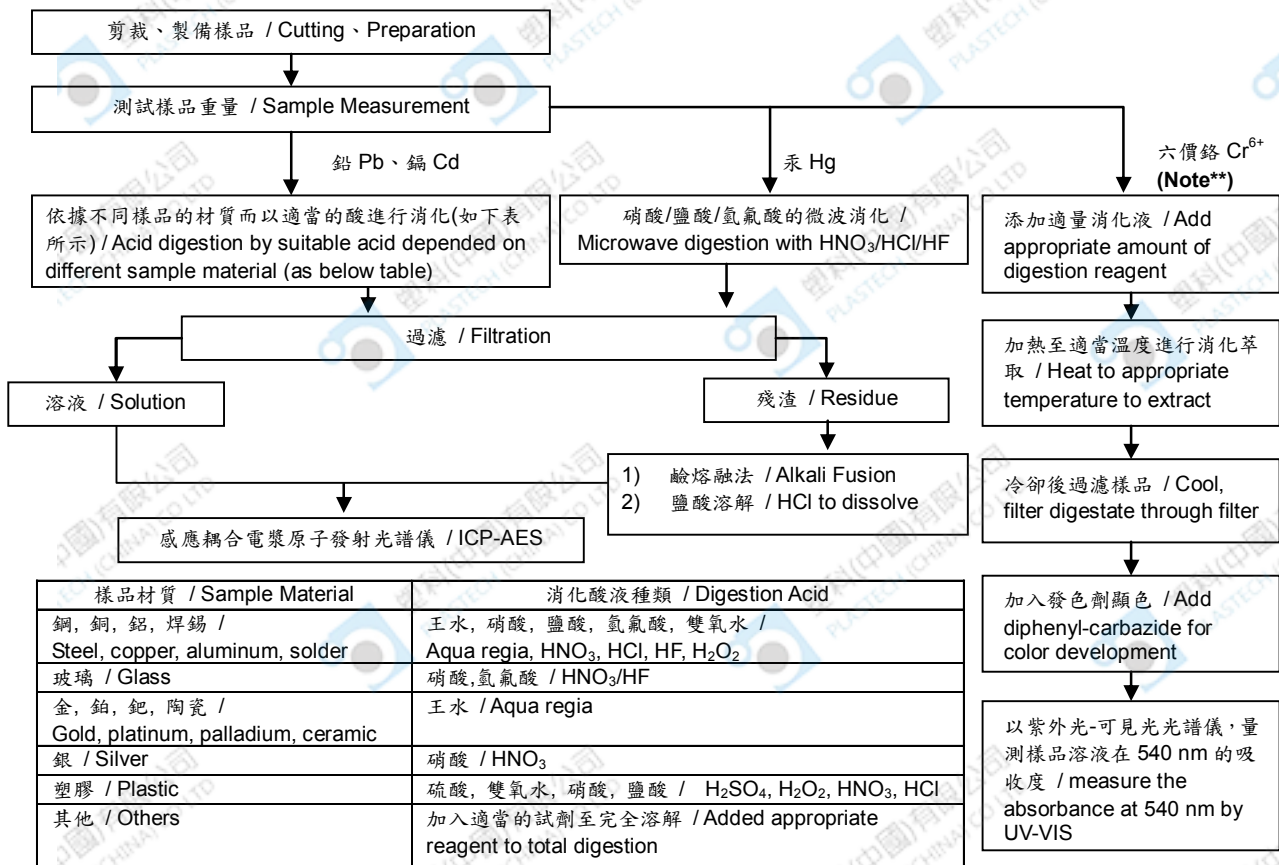 剪裁、製備樣品 / Cutting、Preparation
測試樣品重量 / Sample Measurement
鉛 Pb、鎘 Cd
汞 Hg
六價鉻 Cr6+
(Note**)
依據不同樣品的材質而以適當的酸進行消化(如下表
所示) / Acid digestion by suitable acid depended on
different sample material (as below table)
硝酸/鹽酸/氫氟酸的微波消化 /
Microwave digestion with HNO3/HCl/HF
添加適量消化液 / Add
appropriate amount of
digestion reagent
過濾 / Filtration
加熱至適當溫度進行消化萃
取 / Heat to appropriate
temperature to extract
溶液 / Solution
殘渣 / Residue
1) 鹼熔融法 / Alkali Fusion
2) 鹽酸溶解 / HCl to dissolve
冷卻後過濾樣品 / Cool,
filter digestate through filter
感應耦合電漿原子發射光譜儀 / ICP-AES
加入發色劑顯色 / Add
diphenyl-carbazide for
color development
以紫外光-可見光光譜儀，量
測樣品溶液在 540 nm 的吸
收度 / measure the
absorbance at 540 nm by
UV-VIS
樣品材質 / Sample Material 消化酸液種類 / Digestion Acid
鋼, 銅, 鋁, 焊錫 / 王水, 硝酸, 鹽酸, 氫氟酸, 雙氧水 /
Steel, copper, aluminum, solder Aqua regia, HNO3, HCl, HF, H2O2
玻璃 / Glass 硝酸,氫氟酸 / HNO3/HF
金, 鉑, 鈀, 陶瓷 / 王水 / Aqua regia
Gold, platinum, palladium, ceramic
銀 / Silver 硝酸 / HNO3
塑膠 / Plastic 硫酸, 雙氧水, 硝酸, 鹽酸 / H2SO4, H2O2, HNO3, HCl
其他 / Others 加入適當的試劑至完全溶解 / Added appropriate
reagent to total digestion